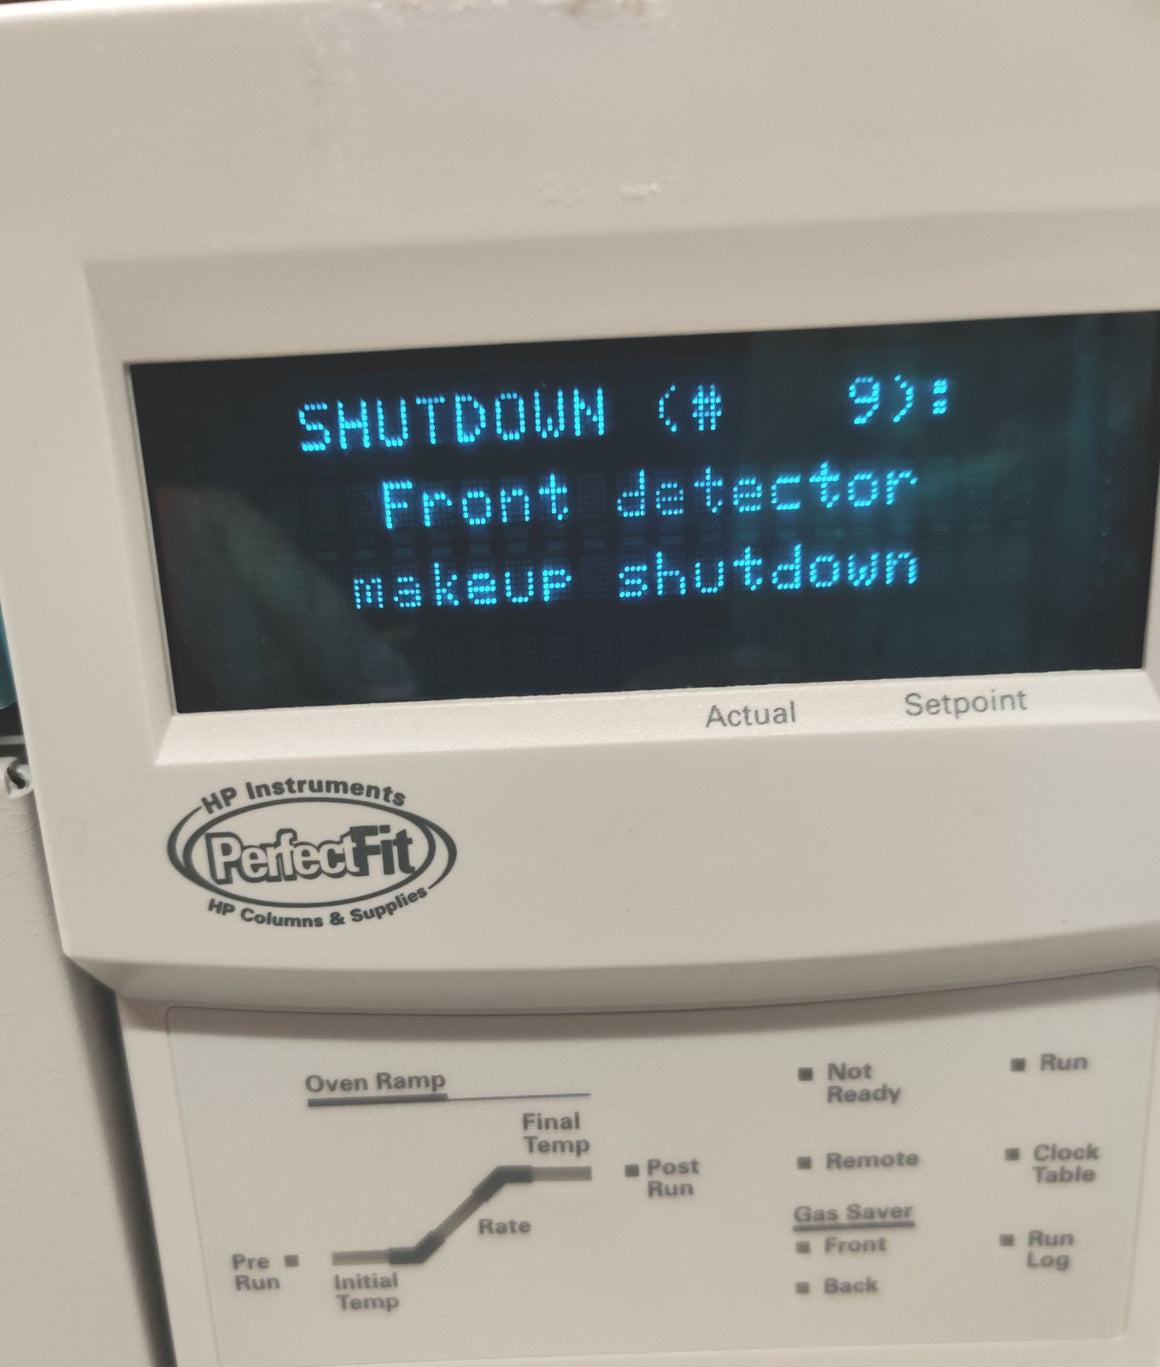 SHUTDOWN (#   9):
Front detector
makeup shutdown
Actual
Setpoint
HP Instruments
PerfectFit
HP Columns & Supplies
Oven Ramp
Final
Temp
Post
Run
Rate
Pre
Run
Initial
Temp
Not
Ready
Run
Remote
Clock
Table
Gas Saver
Front
Run
Log
Back